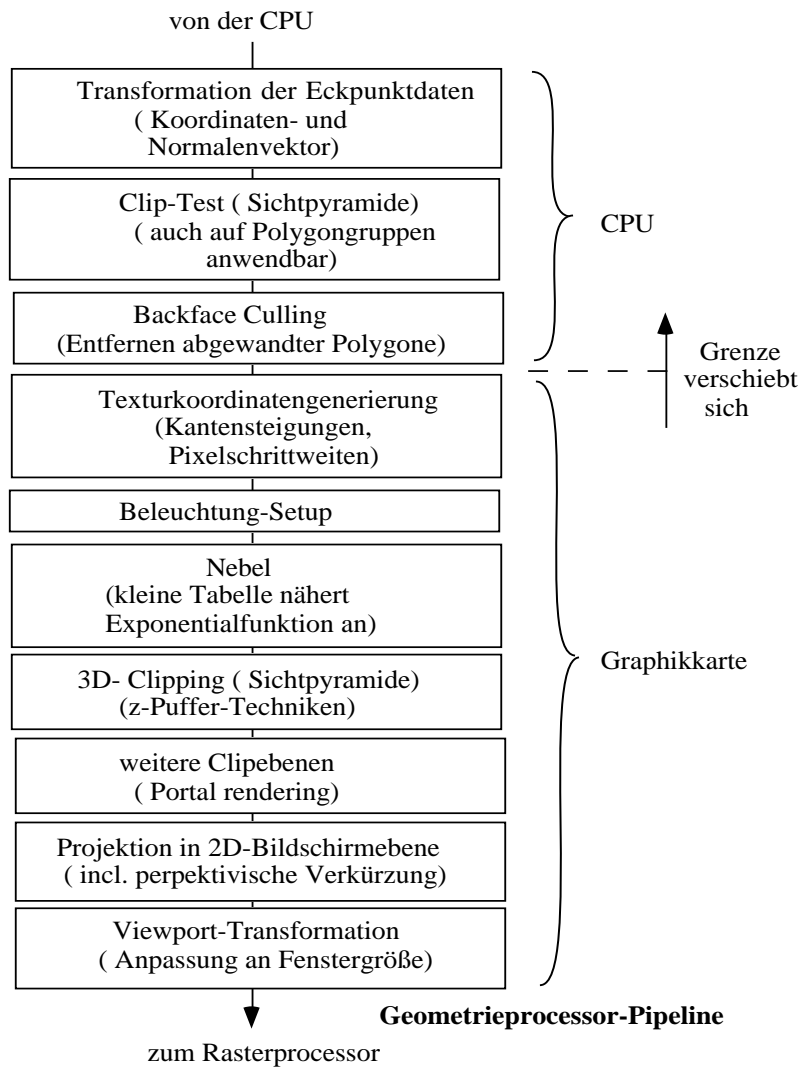 von der CPU
Transformation der Eckpunktdaten
( Koordinaten- und
Normalenvektor)
Clip-Test ( Sichtpyramide)
( auch auf Polygongruppen
anwendbar)
CPU
Backface Culling
(Entfernen abgewandter Polygone)
Grenze
verschiebt
sich
Texturkoordinatengenerierung
(Kantensteigungen,
Pixelschrittweiten)
Beleuchtung-Setup
Nebel
(kleine Tabelle nähert
Exponentialfunktion an)
3D- Clipping ( Sichtpyramide)
(z-Puffer-Techniken)
Graphikkarte
weitere Clipebenen
( Portal rendering)
Projektion in 2D-Bildschirmebene
( incl. perpektivische Verkürzung)
Viewport-Transformation
( Anpassung an Fenstergröße)
Geometrieprocessor-Pipeline
zum Rasterprocessor